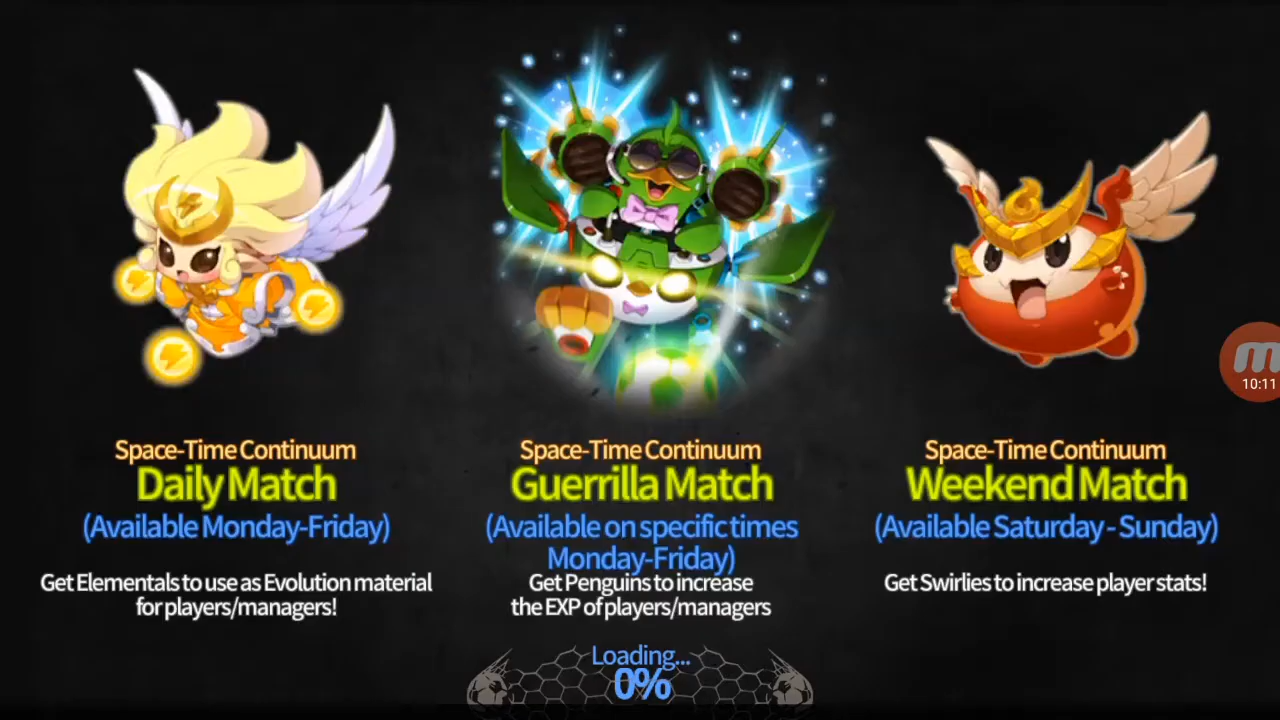 Space-Time Continuum
Daily Match
(Available Monday-Friday)
Get Elementals to use as Evolution material
for players/managers!
Space-Time Continuum
Guerrilla Match
(Available on specific times
Monday-Friday)
Get Penguins to increase
the EXP of players/managers
Space-Time Continuum
Weekend Match
(Available Saturday - Sunday)
Get Swirlies to increase player stats!
10:11
Loading...
0%